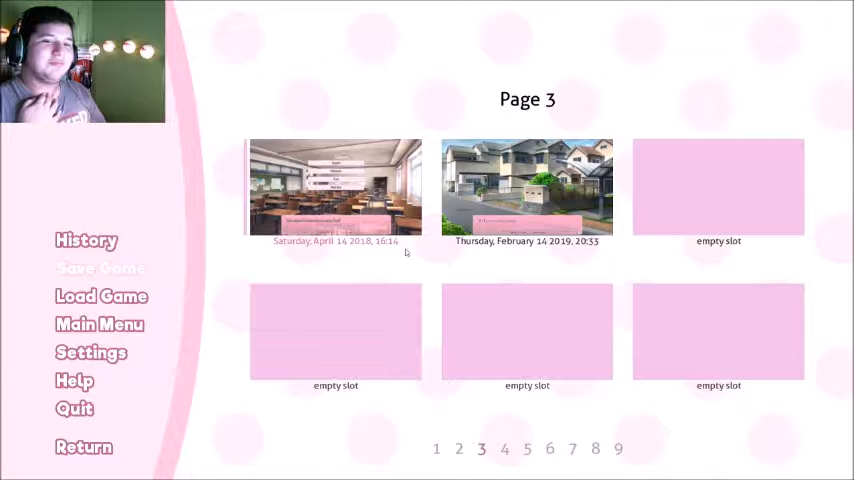 Page 3
Saturday, April 14 2018, 16:14
Thursday, February 14 2019, 20:33
empty slot
empty slot
empty slot
empty slot
History
Save Game
Load Game
Main Menu
Settings
Help
Quit
Return
1 2 3 4 5 6 7 8 9